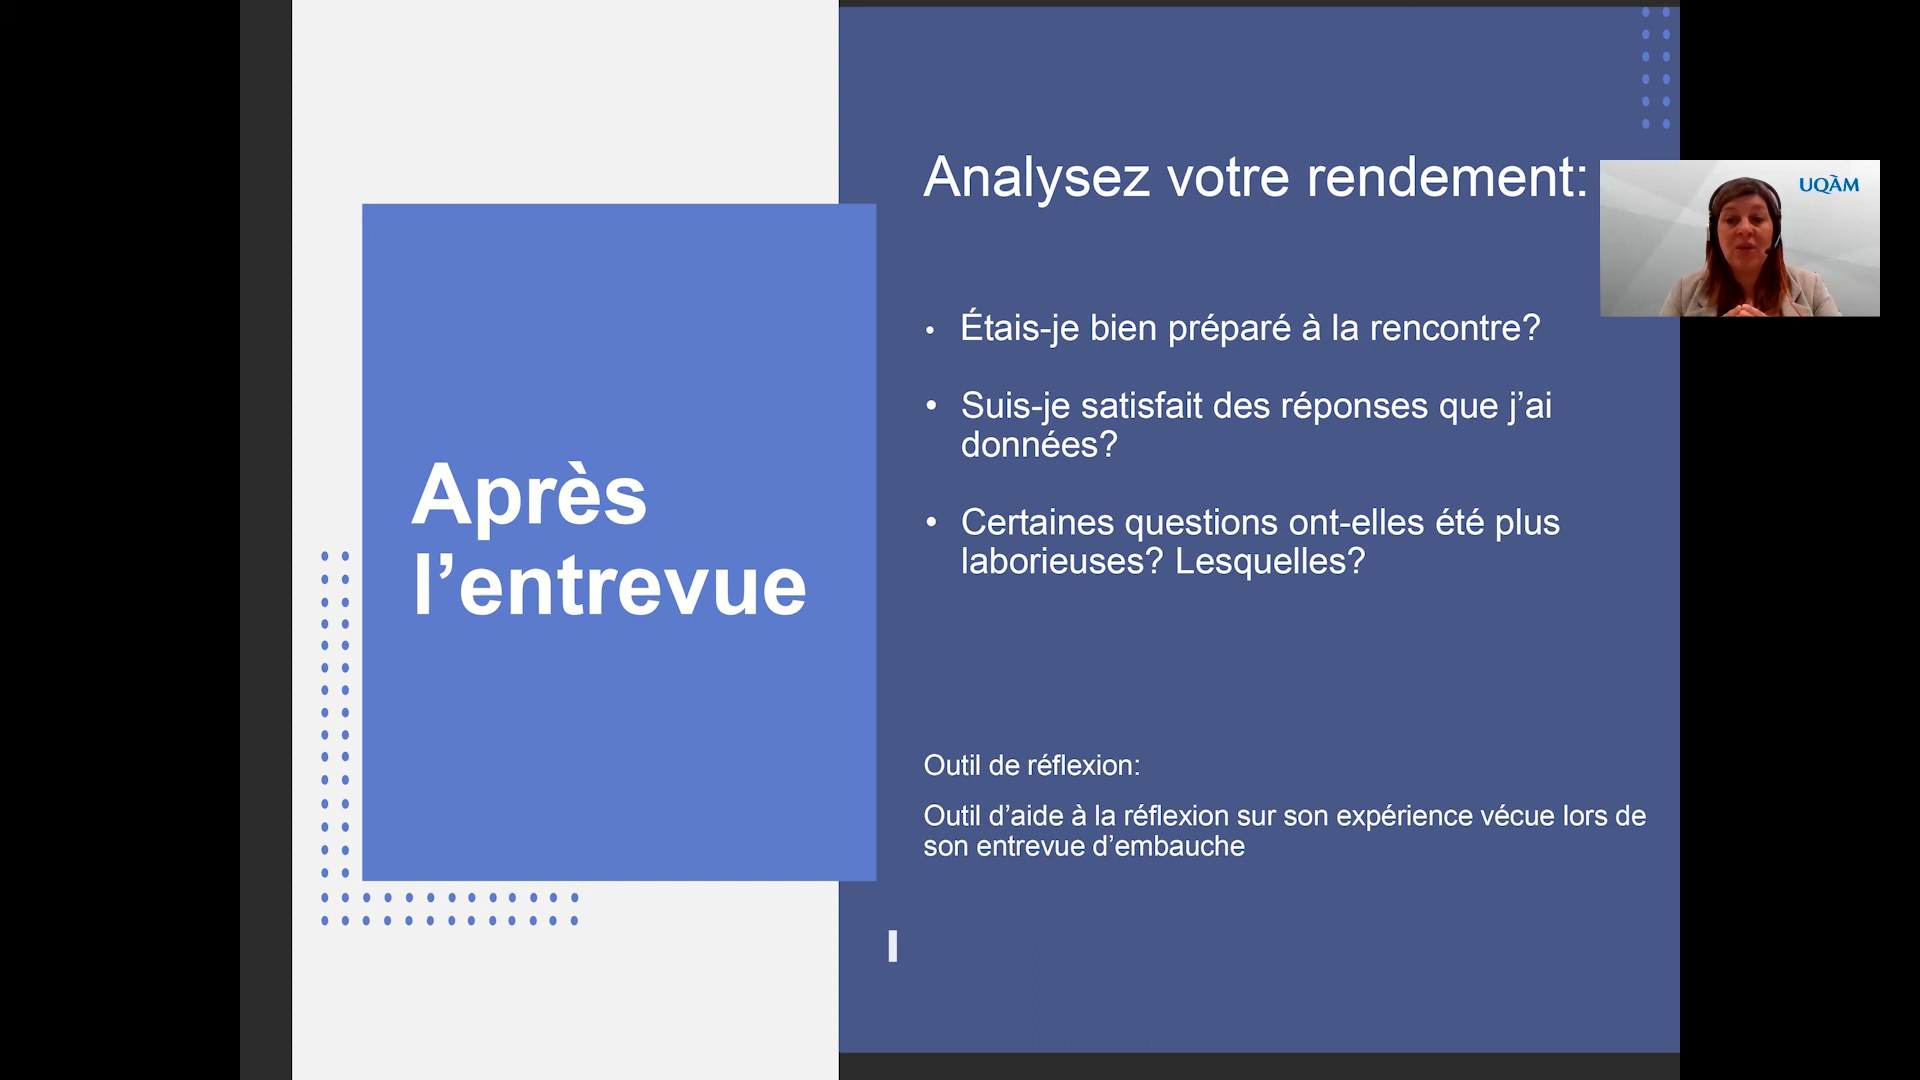 Après
l’entrevue
Analysez votre rendement:
• Étais-je bien préparé à la rencontre?
• Suis-je satisfait des réponses que j’ai
données?
• Certaines questions ont-elles été plus
laborieuses? Lesquelles?
Outil de réflexion:
Outil d’aide à la réflexion sur son expérience vécue lors de
son entrevue d’embauche
UQÀM